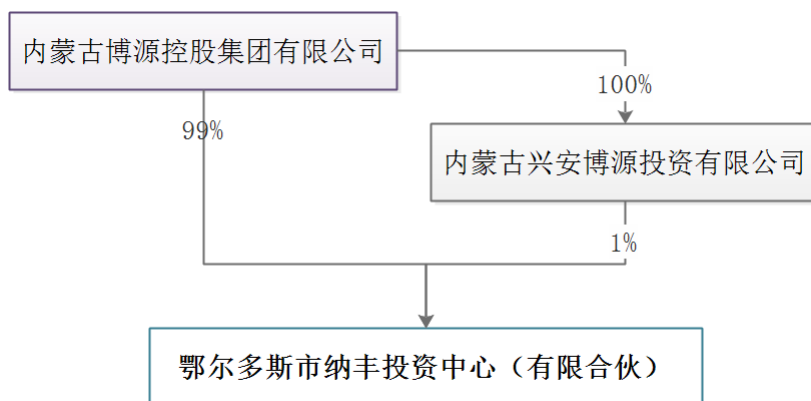 内蒙古博源控股集团有限公司
100%
99%
内蒙古兴安博源投资有限公司
1%
鄂尔多斯市纳丰投资中心（有限合伙）